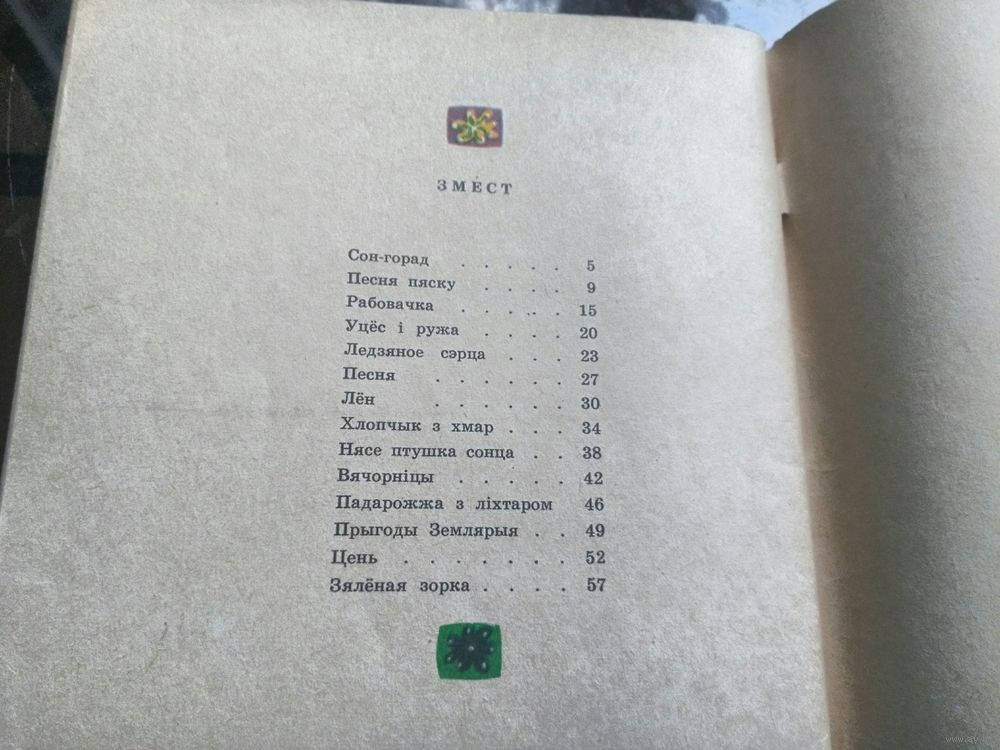 ЗМЕСТ
Сон-горад . . . . . 5
Песня пяску . . . . 9
Рабовачка . . . . . 15
Уцёс і ружа . . . . 20
Ледзяное сэрца . . . 23
Песня . . . . . . 27
Лён . . . . . . 30
Хлопчык з хмар . . . 34
Нясе птушка сонца . . 38
Вячорніцы . . . . . 42
Падарожжа з ліхтаром 46
Прыгоды Землярыя . . 49
Цень . . . . . . . 52
Зялёная зорка . . . . 57